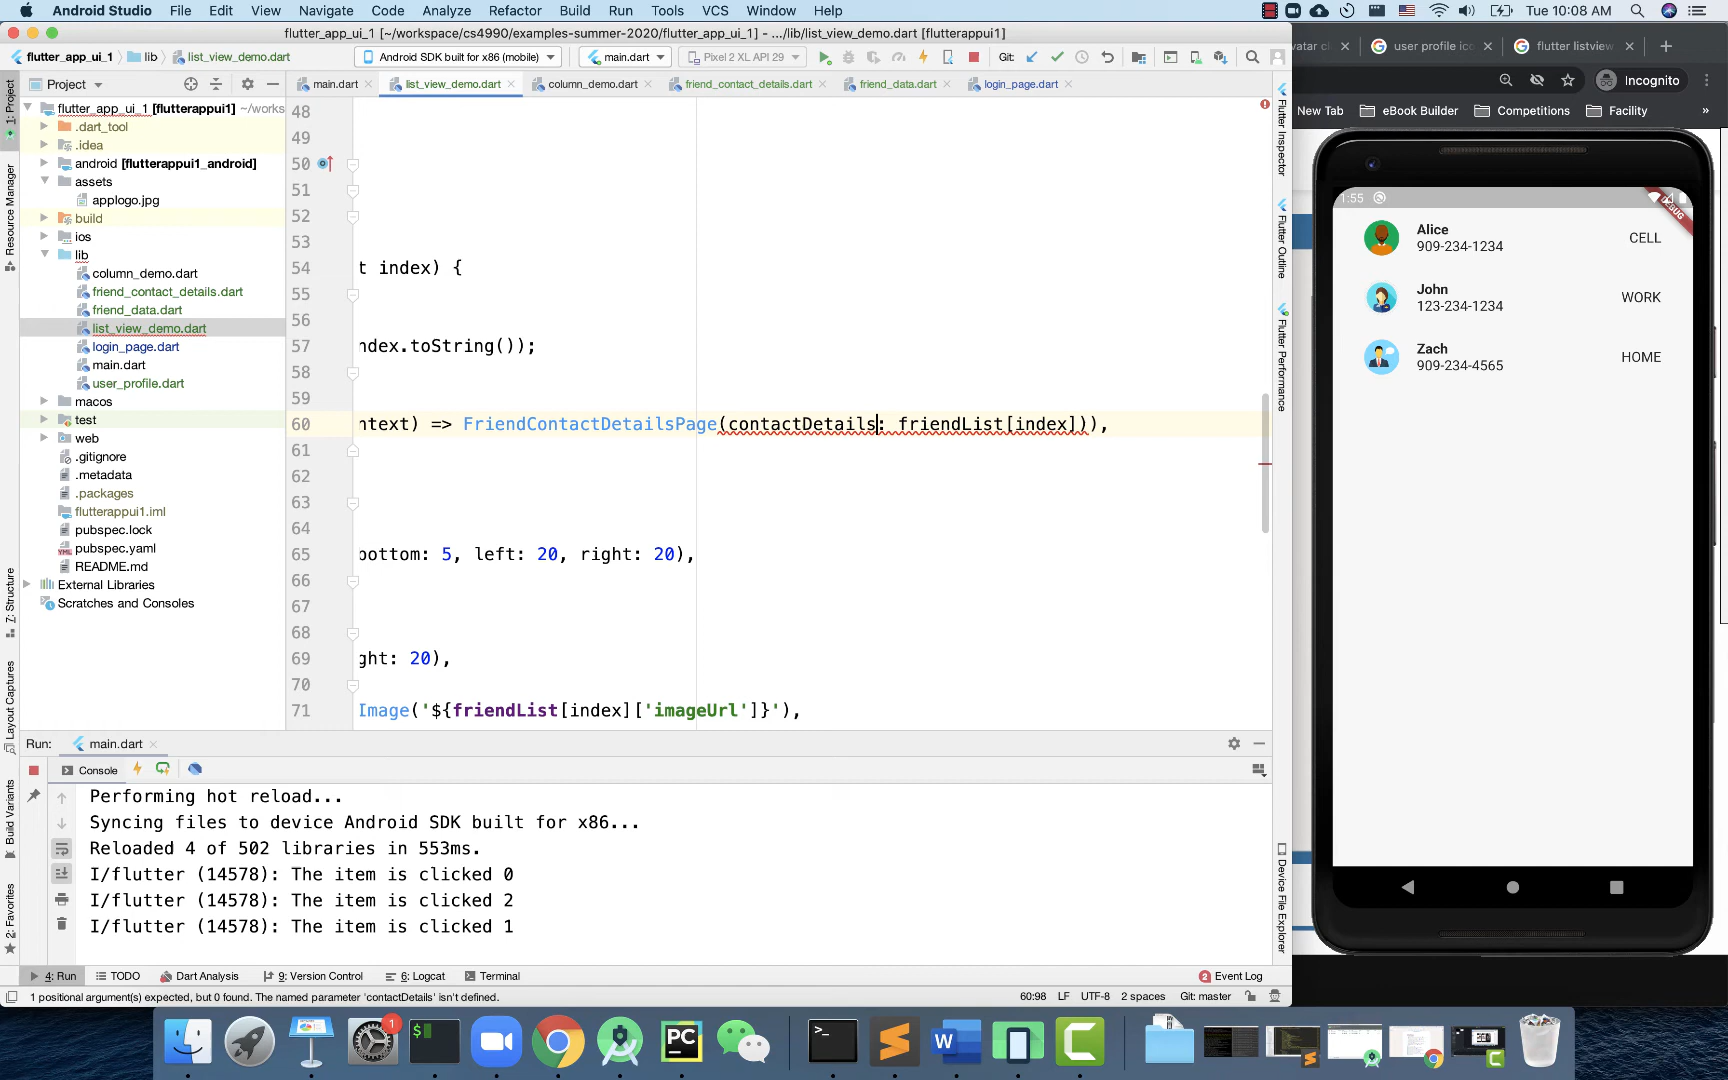 Android Studio File Edit View Navigate Code Analyze Refactor Build Run Tools VCS Window Help Tue 10:08 AM
flutter_app_ui_1 [~/workspace/cs4990/examples-summer-2020/flutter_app_ui_1] - .../lib/list_view_demo.dart [flutterappui1]
flutter_app_ui_1 lib list_view_demo.dart Android SDK built for x86 (mobile) main.dart Pixel 2 XL API 29 Git:
Project main.dart list_view_demo.dart column_demo.dart friend_contact_details.dart friend_data.dart login_page.dart
user profile ico flutter listview
Incognito
New Tab eBook Builder Competitions Facility »
1: Project
Resource Manager
7: Structure
Layout Captures
Build Variants
2: Favorites
flutter_app_ui_1 [flutterappui1] ~/works
.dart_tool
.idea
android [flutterappui1_android]
assets
applogo.jpg
build
ios
lib
column_demo.dart
friend_contact_details.dart
friend_data.dart
list_view_demo.dart
login_page.dart
main.dart
user_profile.dart
macos
test
web
.gitignore
.metadata
.packages
flutterappui1.iml
pubspec.lock
pubspec.yaml
README.md
External Libraries
Scratches and Consoles
48
49
50
51
52
53
54 t index) {
55
56
57 ndex.toString());
58
59
60 ntext) => FriendContactDetailsPage(contactDetails: friendList[index])),
61
62
63
64
65 bottom: 5, left: 20, right: 20),
66
67
68
69 ght: 20),
70
71 Image('${friendList[index]['imageUrl']}'),
Flutter Inspector
Flutter Outline
Flutter Performance
Device File Explorer
1:55
DEBUG
Alice
909-234-1234
CELL
John
123-234-1234
WORK
Zach
909-234-4565
HOME
Run: main.dart
Console
Performing hot reload...
Syncing files to device Android SDK built for x86...
Reloaded 4 of 502 libraries in 553ms.
I/flutter (14578): The item is clicked 0
I/flutter (14578): The item is clicked 2
I/flutter (14578): The item is clicked 1
4: Run TODO Dart Analysis 9: Version Control 6: Logcat Terminal 2 Event Log
1 positional argument(s) expected, but 0 found. The named parameter 'contactDetails' isn't defined. 60:98 LF UTF-8 2 spaces Git: master
1
$
PC
>_
W
C